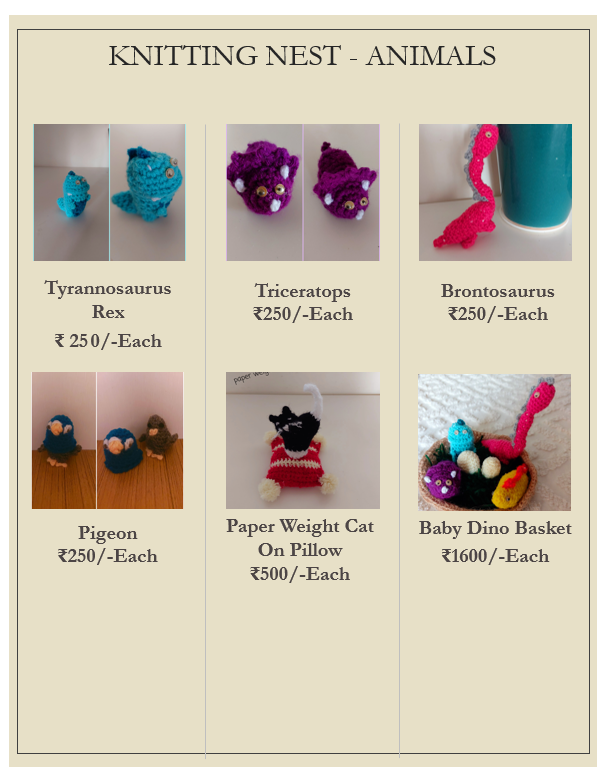 KNITTING NEST - ANIMALS
Tyrannosaurus
Rex
₹ 250/-Each
Triceratops
₹250/-Each
Brontosaurus
₹250/-Each
paper weig
Pigeon
₹250/-Each
Paper Weight Cat
On Pillow
₹500/-Each
Baby Dino Basket
₹1600/-Each